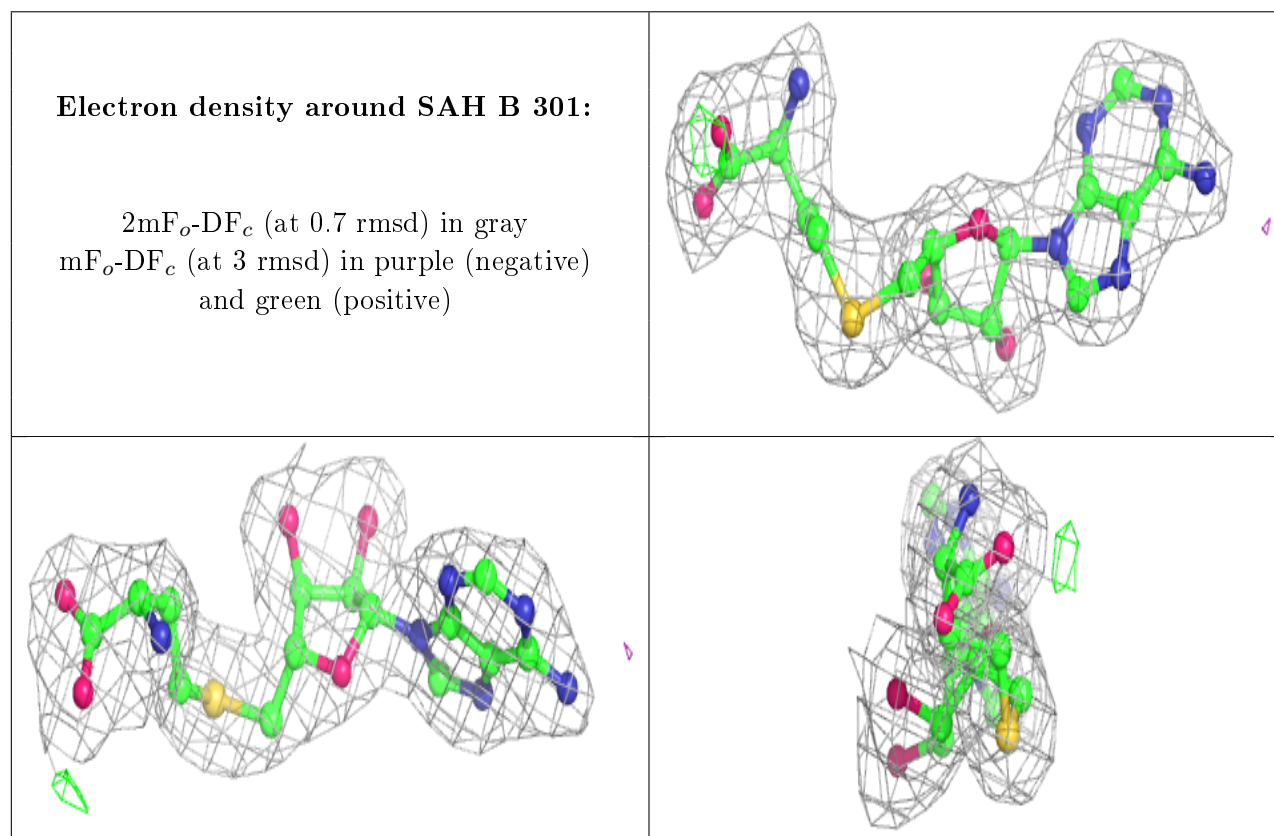 Electron density around SAH B 301:
2mFₒ-DF𝒸 (at 0.7 rmsd) in gray
mFₒ-DF𝒸 (at 3 rmsd) in purple (negative)
and green (positive)